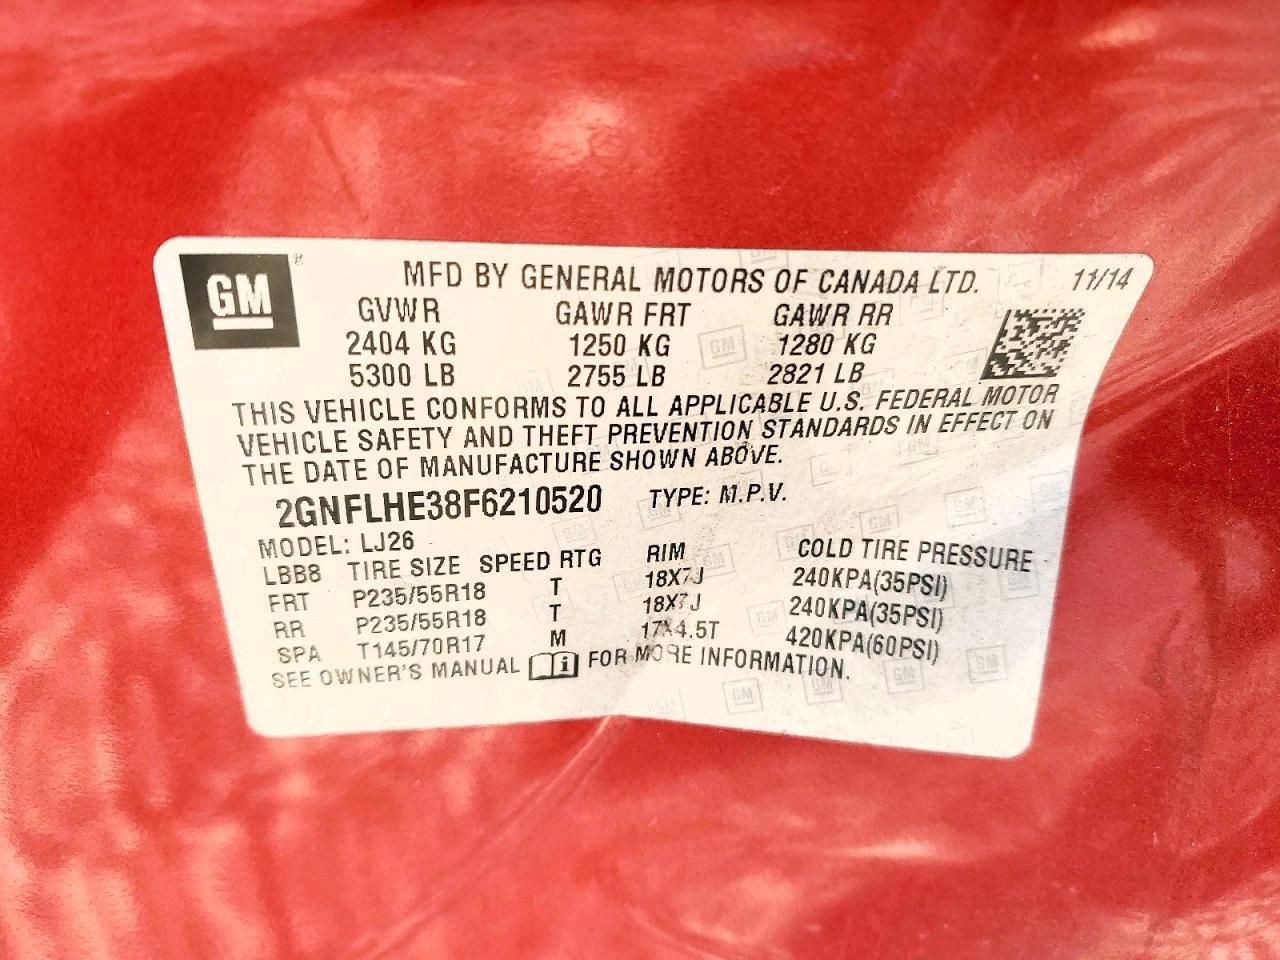 GM ®
MFD BY GENERAL MOTORS OF CANADA LTD. 11/14
GVWR GAWR FRT GAWR RR
2404 KG 1250 KG 1280 KG
5300 LB 2755 LB 2821 LB
THIS VEHICLE CONFORMS TO ALL APPLICABLE U.S. FEDERAL MOTOR
VEHICLE SAFETY AND THEFT PREVENTION STANDARDS IN EFFECT ON
THE DATE OF MANUFACTURE SHOWN ABOVE.
2GNFLHE38F6210520 TYPE: M.P.V.
MODEL: LJ26
LBB8 TIRE SIZE SPEED RTG RIM COLD TIRE PRESSURE
FRT P235/55R18 T 18X7J 240KPA(35PSI)
RR P235/55R18 T 18X7J 240KPA(35PSI)
SPA T145/70R17 M 17X4.5T 420KPA(60PSI)
SEE OWNER'S MANUAL i FOR MORE INFORMATION.